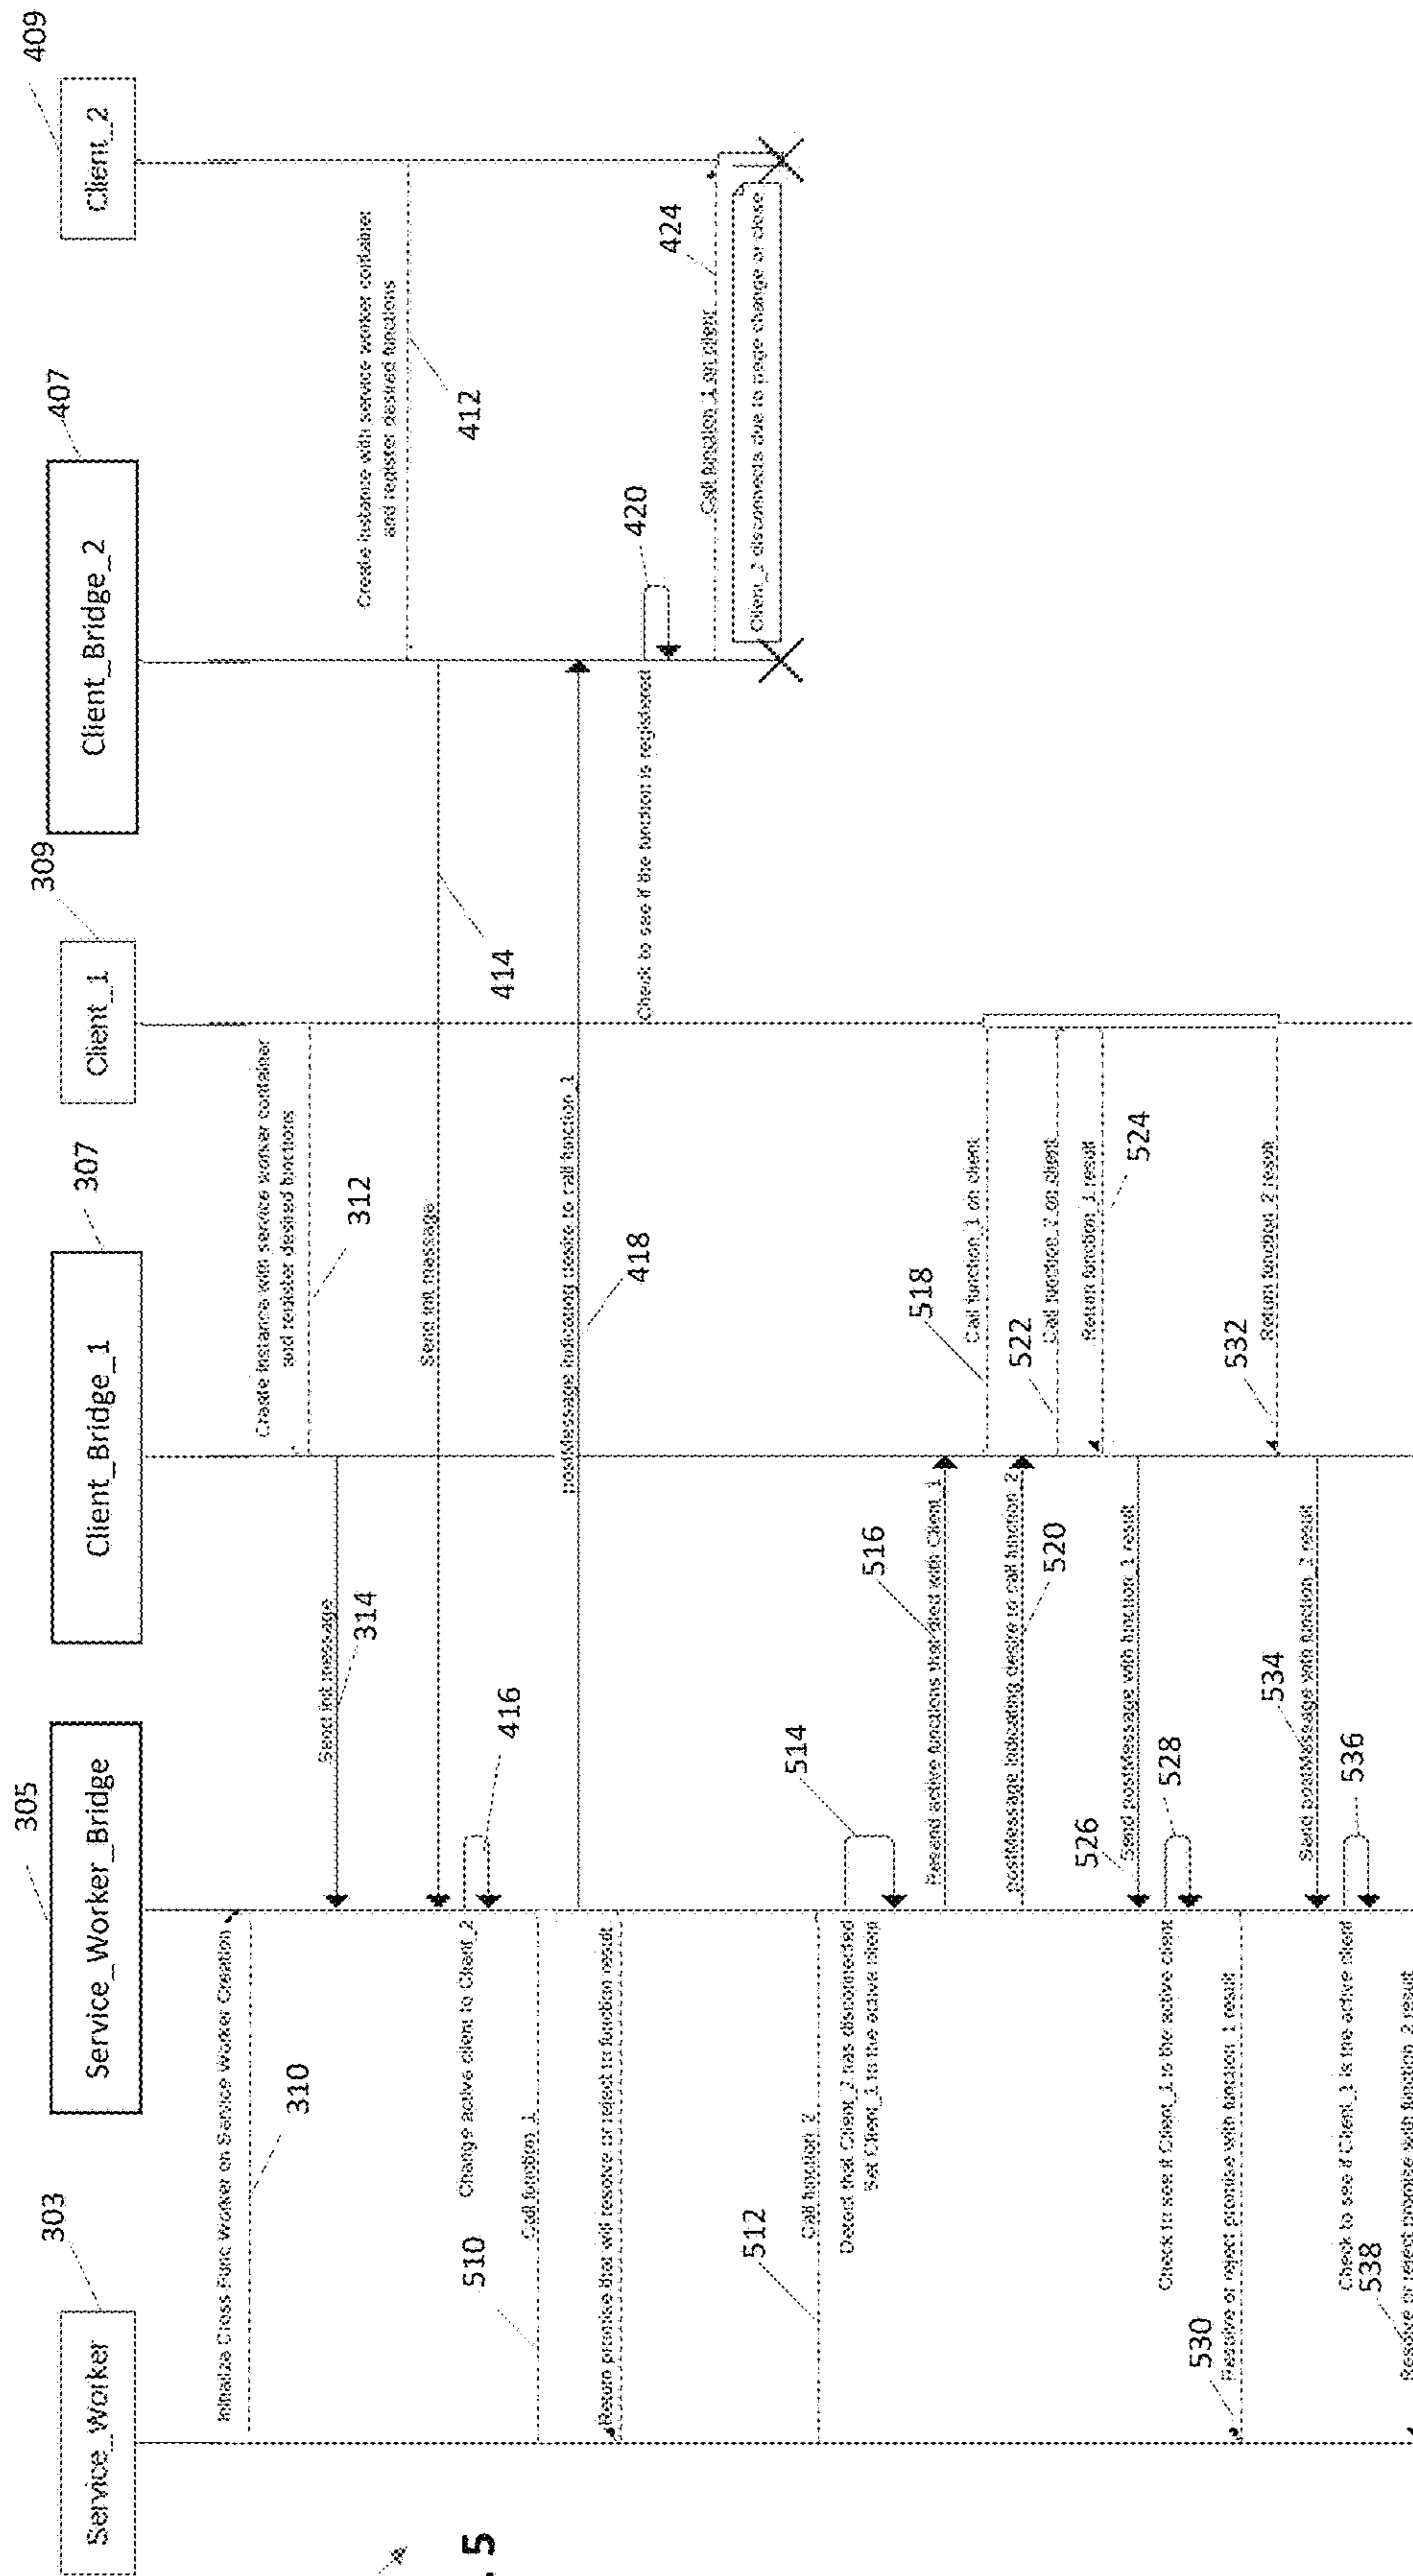 Service_Worker
303
Service_Worker_Bridge
305
Client_Bridge_1
307
Client_1
309
Client_Bridge_2
407
Client_2
409
Initialize Cross-Func Worker on Service Worker Creation
310
Create instance with service worker container
and register desired functions
312
Send init message
314
Create instance with service worker container
and register desired functions
412
Send init message
414
Change active client to Client_2
416
Call function_1
510
postMessage indicating desire to call function_1
418
Return promise that will resolve or reject to function result
Check to see if the function is registered
420
Call function_1 on client
424
Client_2 disconnects due to page change or close
Call function_2
512
Detect that Client_2 has disconnected
Set Client_1 to the active client
514
Resend active functions that died with Client_1
516
Call function_1 on client
518
postMessage indicating desire to call function_2
520
Call function_2 on client
522
Return function_1 result
524
Send postMessage with function_1 result
526
Check to see if Client_1 is the active client
528
Resolve or reject promise with function_1 result
530
Return function_2 result
532
Send postMessage with function_2 result
534
Check to see if Client_1 is the active client
536
Resolve or reject promise with function_2 result
538
. 5